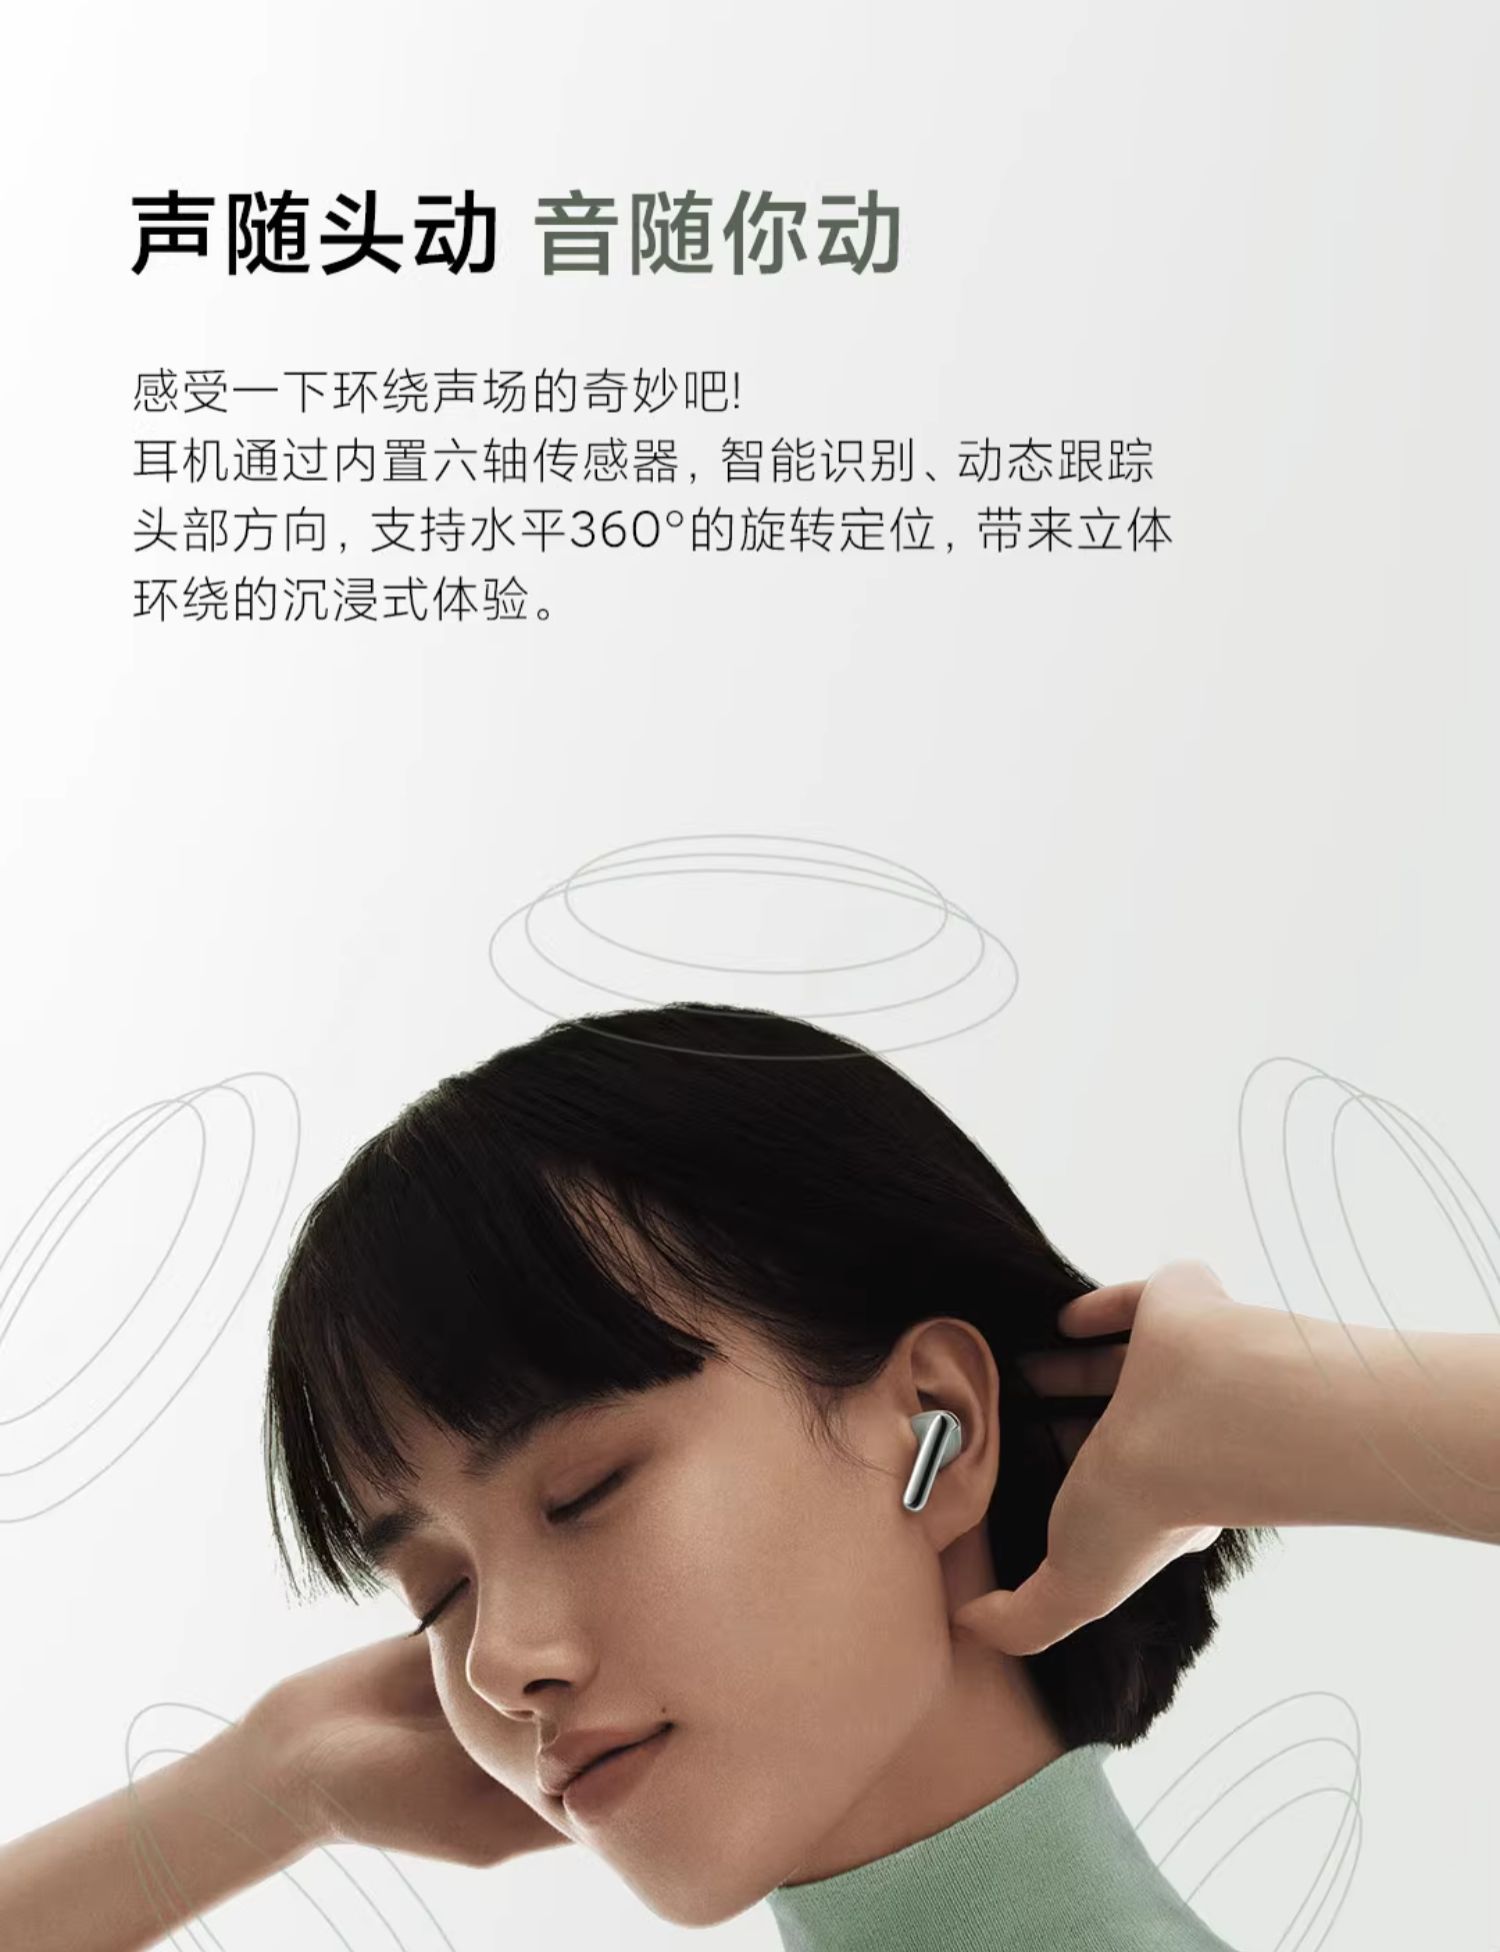 声随头动 音随你动
感受一下环绕声场的奇妙吧!
耳机通过内置六轴传感器，智能识别、动态跟踪
头部方向，支持水平360°的旋转定位，带来立体
环绕的沉浸式体验。